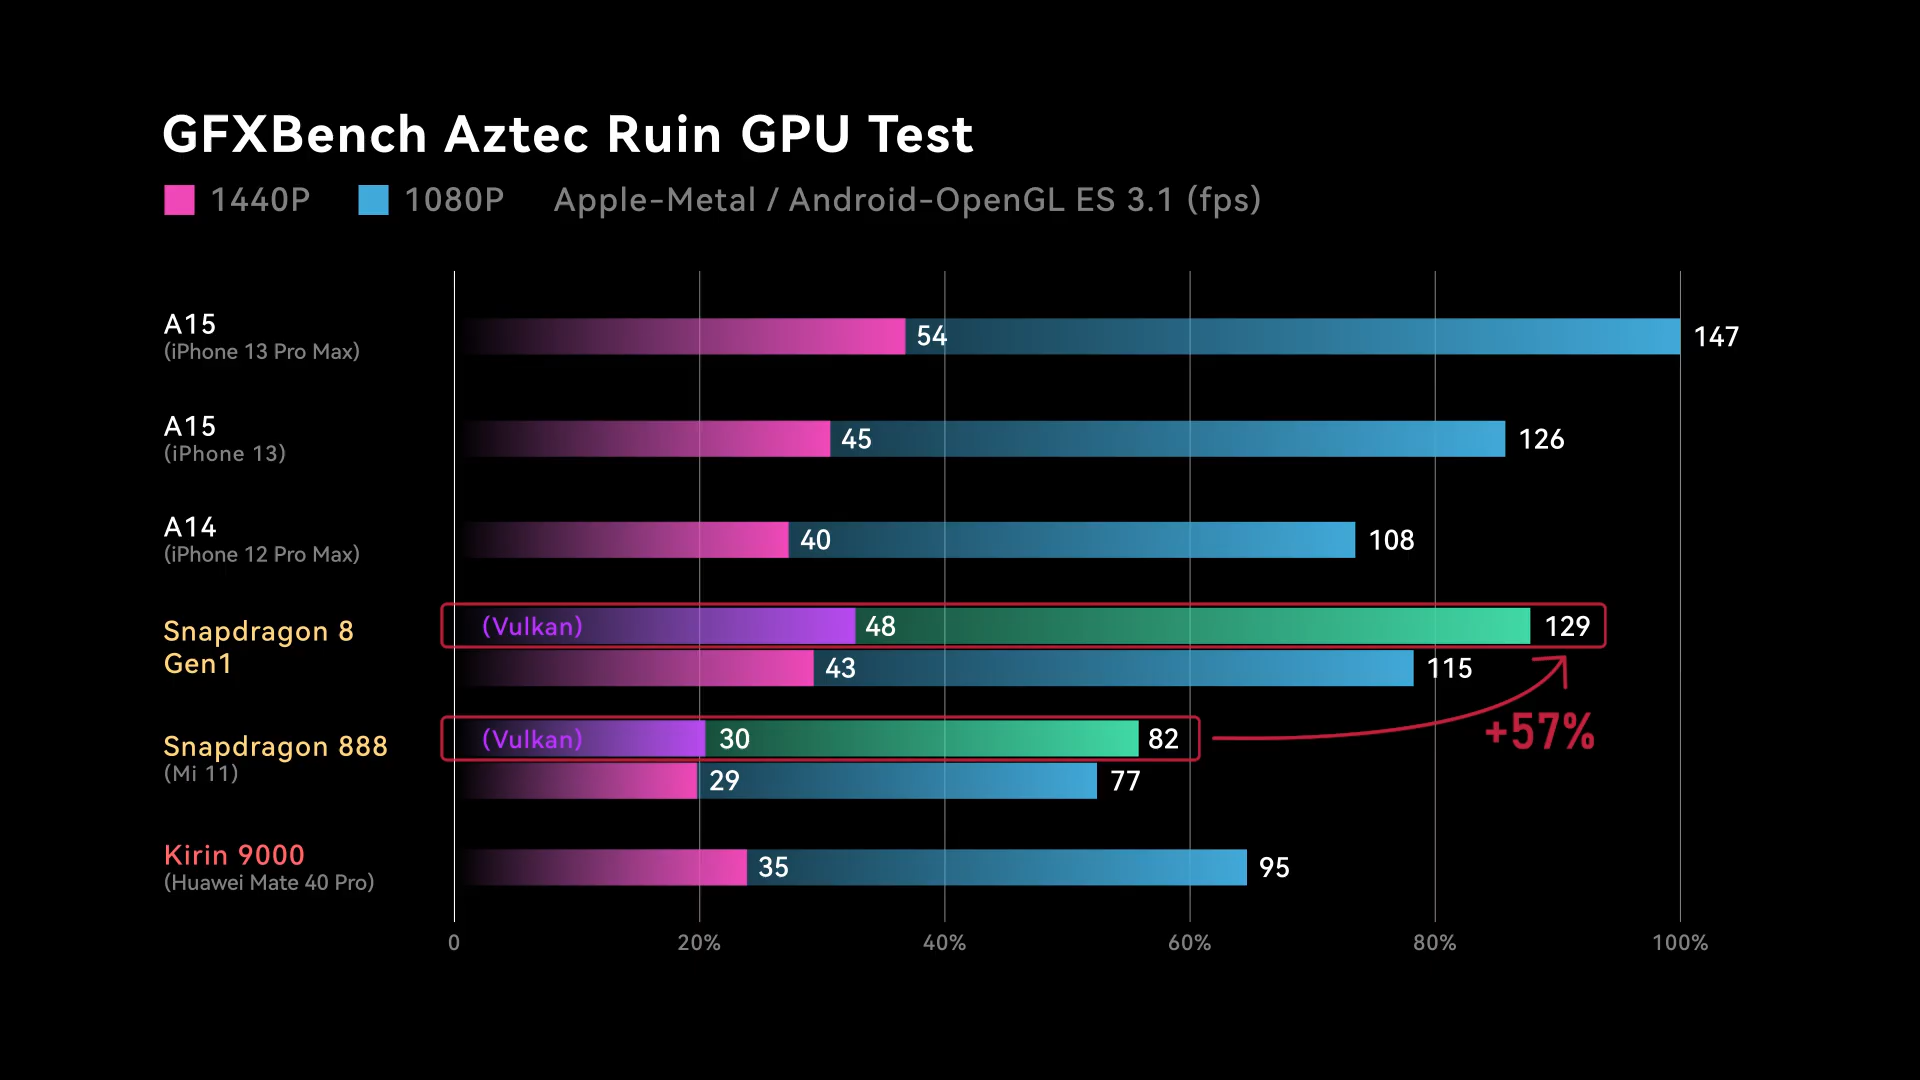 GFXBench Aztec Ruin GPU Test
1440P 1080P Apple-Metal / Android-OpenGL ES 3.1 (fps)
A15
(iPhone 13 Pro Max)
54 147
A15
(iPhone 13)
45 126
A14
(iPhone 12 Pro Max)
40 108
Snapdragon 8
Gen1
(Vulkan) 48 129
43 115
+57%
Snapdragon 888
(Mi 11)
(Vulkan) 30 82
29 77
Kirin 9000
(Huawei Mate 40 Pro)
35 95
0 20% 40% 60% 80% 100%